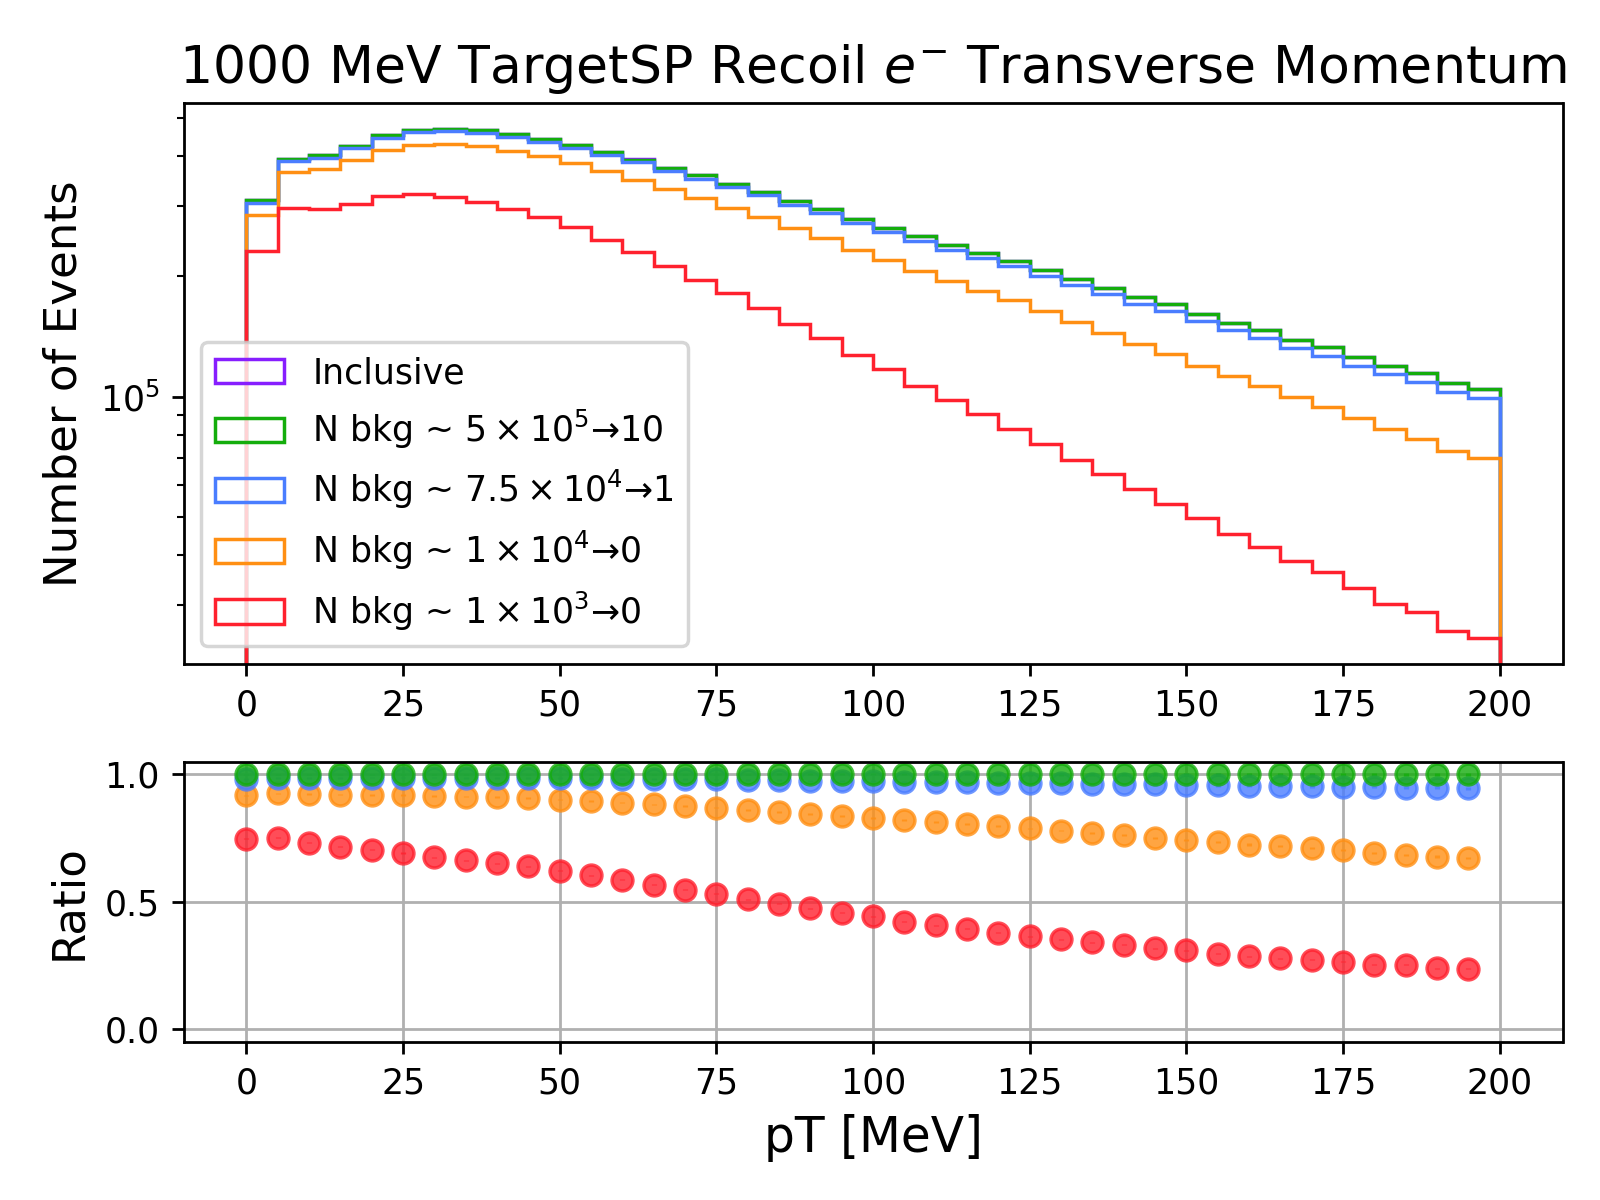 1000 MeV TargetSP Recoil e⁻ Transverse Momentum
Number of Events
10⁵
Inclusive
N bkg ~ 5 × 10⁵→10
N bkg ~ 7.5 × 10⁴→1
N bkg ~ 1 × 10⁴→0
N bkg ~ 1 × 10³→0
0 25 50 75 100 125 150 175 200
Ratio
1.0
0.5
0.0
0 25 50 75 100 125 150 175 200
pT [MeV]